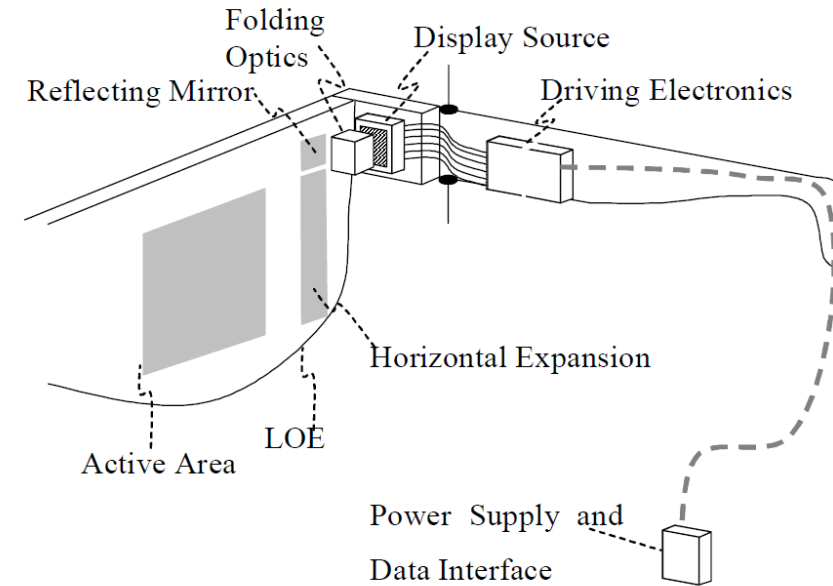 Folding
Optics
Display Source
Reflecting Mirror
Driving Electronics
Horizontal Expansion
LOE
Active Area
Power Supply and
Data Interface